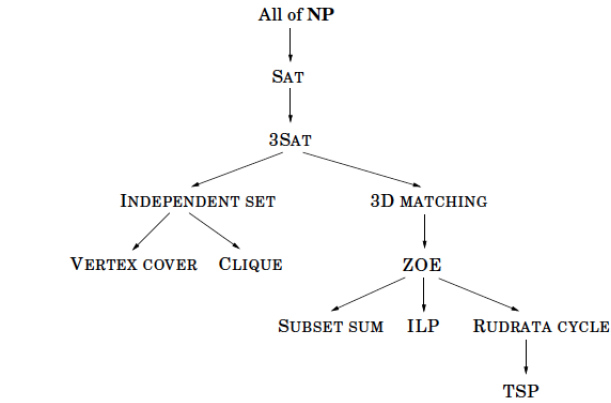 All of NP
SAT
3SAT
INDEPENDENT SET 3D MATCHING
VERTEX COVER CLIQUE ZOE
SUBSET SUM ILP RUDRATA CYCLE
TSP